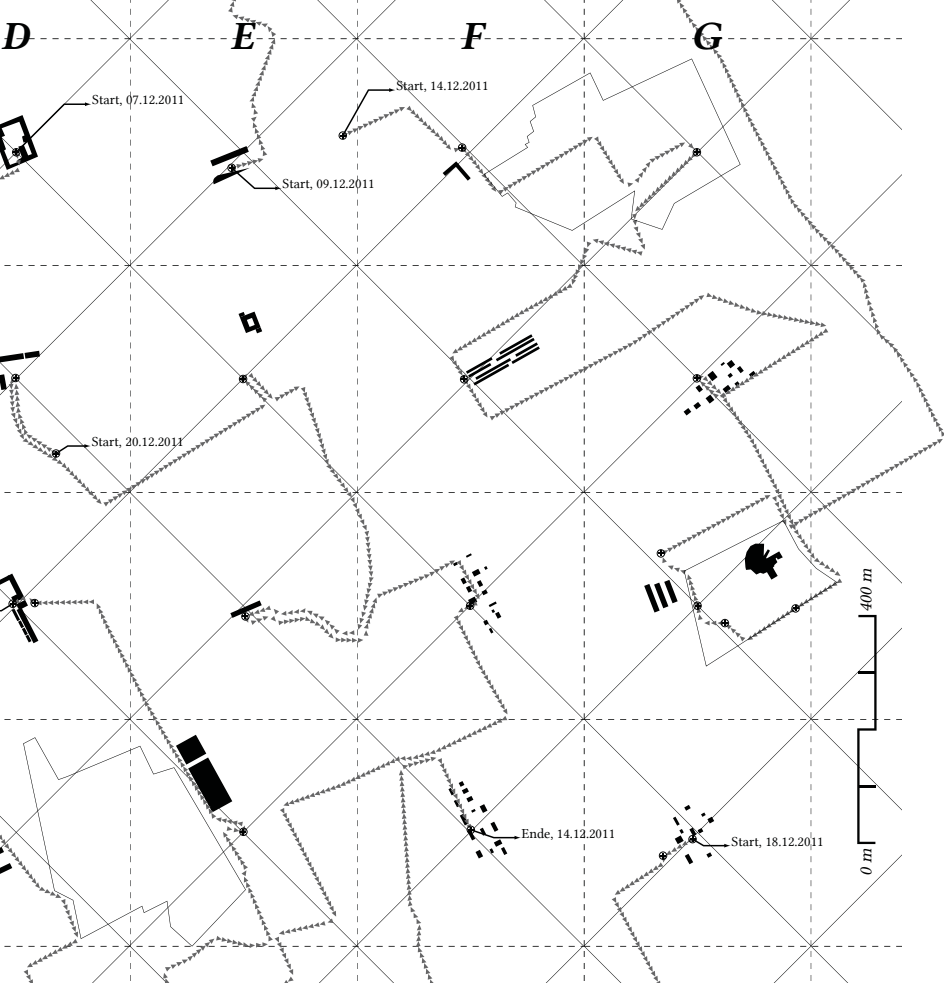 D
E
F
G
Start, 07.12.2011
Start, 14.12.2011
Start, 09.12.2011
Start, 20.12.2011
400 m
Ende, 14.12.2011
Start, 18.12.2011
0 m